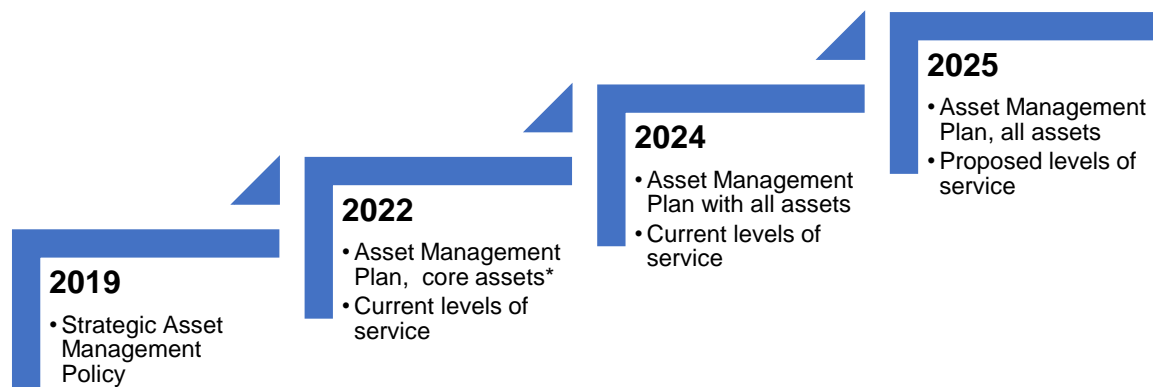 2019
• Strategic Asset
Management
Policy
2022
• Asset Management
Plan,  core assets*
• Current levels of
service
2024
• Asset Management
Plan with all assets
• Current levels of
service
2025
• Asset Management
Plan, all assets
• Proposed levels of
service